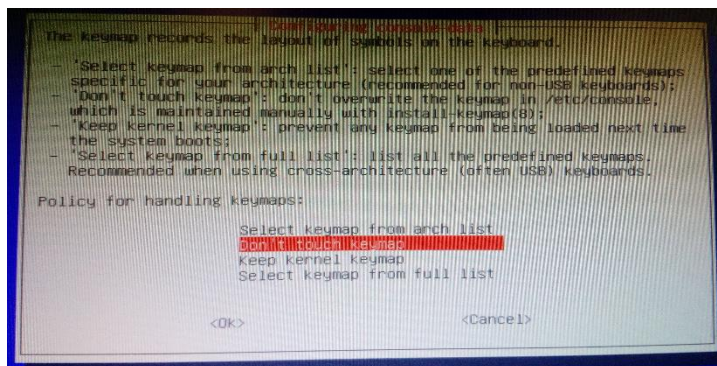 Configuring console-data
The keymap records the layout of symbols on the keyboard.
- 'Select keymap from arch list': select one of the predefined keymaps
specific for your architecture (recommended for non-USB keyboards);
- 'Don't touch keymap': don't overwrite the keymap in /etc/console,
which is maintained manually with install-keymap(8);
- 'Keep kernel keymap': prevent any keymap from being loaded next time
the system boots;
- 'Select keymap from full list': list all the predefined keymaps.
Recommended when using cross-architecture (often USB) keyboards.
Policy for handling keymaps:
Select keymap from arch list
Don't touch keymap
Keep kernel keymap
Select keymap from full list
<Ok> <Cancel>